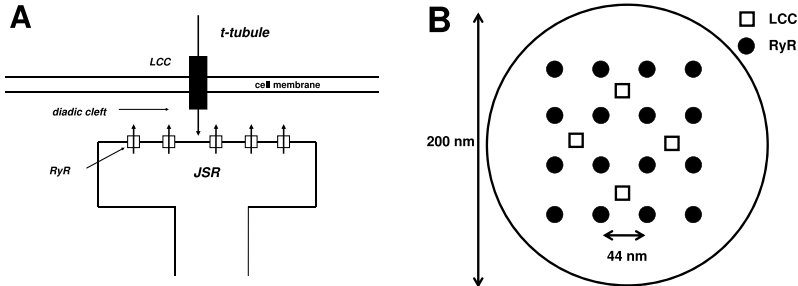 A
t-tubule
LCC
cell membrane
diadic cleft
RyR
JSR
B
LCC
RyR
200 nm
44 nm